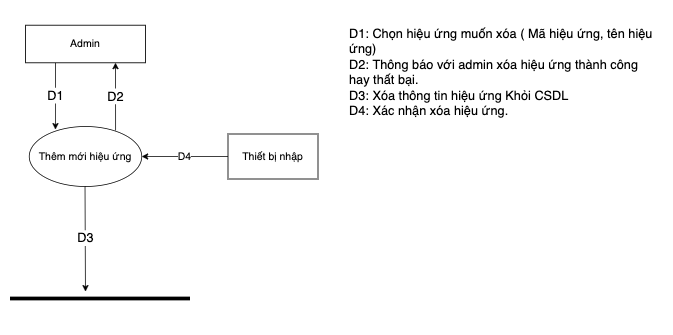 Admin
D1
D2
Thêm mới hiệu ứng
D4
Thiết bị nhập
D3
D1: Chọn hiệu ứng muốn xóa ( Mã hiệu ứng, tên hiệu
ứng)
D2: Thông báo với admin xóa hiệu ứng thành công
hay thất bại.
D3: Xóa thông tin hiệu ứng Khỏi CSDL
D4: Xác nhận xóa hiệu ứng.